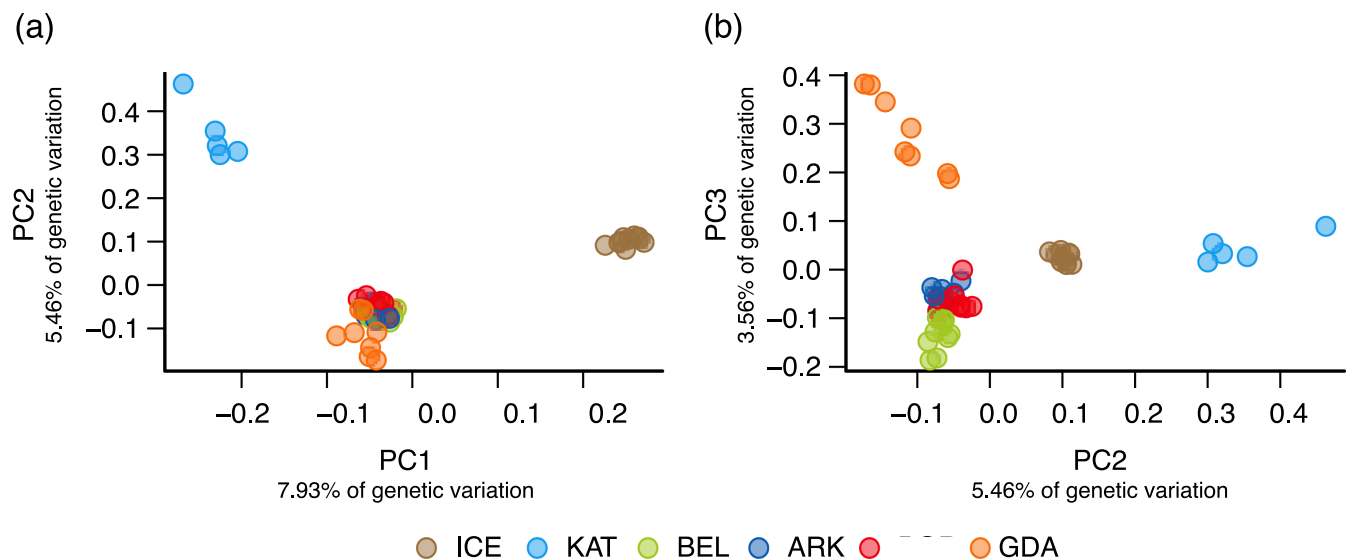 (a)
(b)
PC2
5.46% of genetic variation
0.4
0.3
0.2
0.1
0.0
−0.1
−0.2
−0.1
0.0
0.1
0.2
PC1
7.93% of genetic variation
PC3
3.56% of genetic variation
0.4
0.3
0.2
0.1
0.0
−0.1
−0.2
−0.1
0.0
0.1
0.2
0.3
0.4
PC2
5.46% of genetic variation
ICE KAT BEL ARK GDA